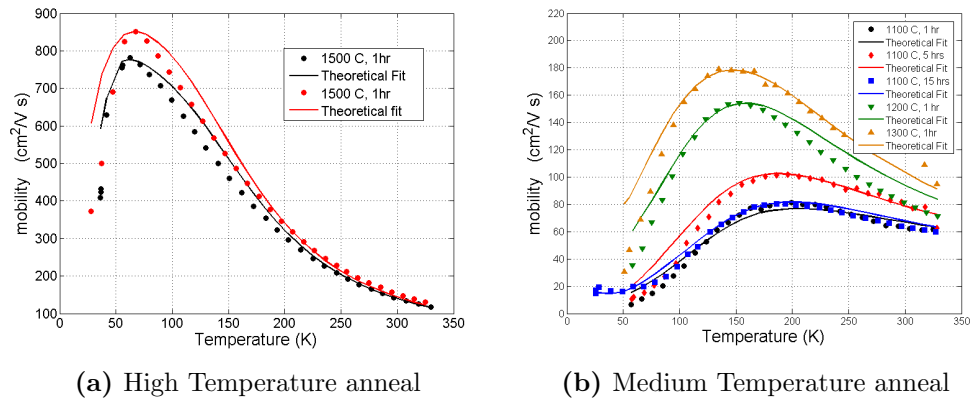 900
800
700
600
500
400
300
200
100
0 50 100 150 200 250 300 350
mobility (cm²/V s)
Temperature (K)
1500 C, 1hr
Theoretical Fit
1500 C, 1hr
Theoretical fit
(a) High Temperature anneal
220
200
180
160
140
120
100
80
60
40
20
0
0 50 100 150 200 250 300 350
mobility (cm²/V s)
Temperature (K)
1100 C, 1hr
Theoretical Fit
1100 C, 5 hrs
Theoretical Fit
1100 C, 15 hrs
Theoretical Fit
1200 C, 1 hr
Theoretical Fit
1300 C, 1hr
Theoretical Fit
(b) Medium Temperature anneal